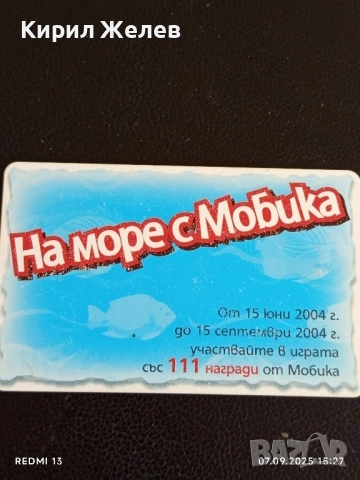 Кирил Желев
На море с Мобика
От 15 юни 2004 г.
до 15 септември 2004 г.
участвайте в играта
със 111 награди от Мобика
REDMI 13
07.09.2025 15:27
BAZAR